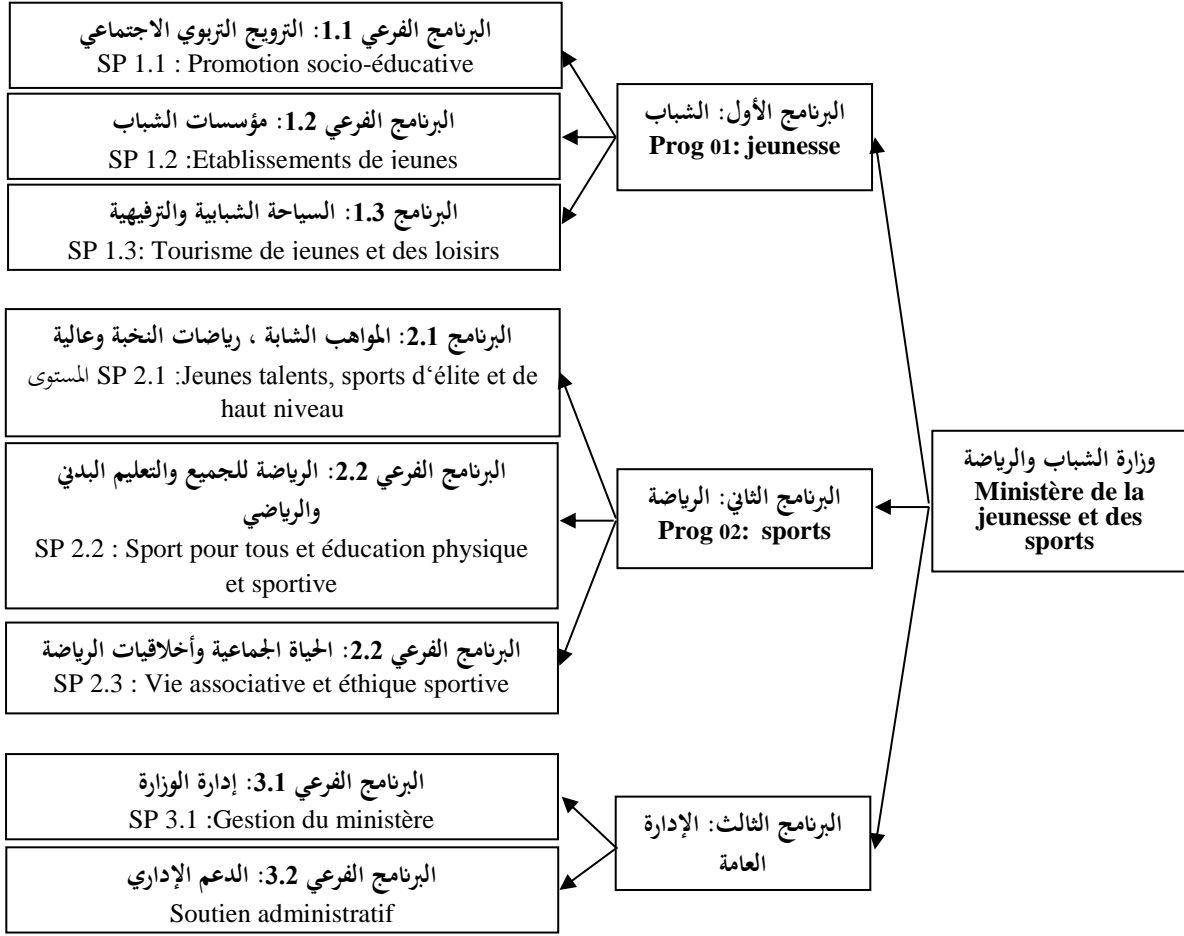 البرنامج الفرعي 1.1: الترويج التربوي الاجتماعي
SP 1.1 : Promotion socio-éducative
البرنامج الفرعي 1.2: مؤسسات الشباب
SP 1.2 :Etablissements de jeunes
البرنامج 1.3: السياحة الشبابية والترفيهية
SP 1.3: Tourisme de jeunes et des loisirs
البرنامج الأول: الشباب
Prog 01: jeunesse
البرنامج 2.1: المواهب الشابة ، رياضات النخبة وعالية
المستوى SP 2.1 :Jeunes talents, sports d‘élite et de
haut niveau
البرنامج الفرعي 2.2: الرياضة للجميع والتعليم البدني
والرياضي
SP 2.2 : Sport pour tous et éducation physique
et sportive
البرنامج الفرعي 2.2: الحياة الجماعية وأخلاقيات الرياضة
SP 2.3 : Vie associative et éthique sportive
البرنامج الثاني: الرياضة
Prog 02: sports
وزارة الشباب والرياضة
Ministère de la
jeunesse et des
sports
البرنامج الفرعي 3.1: إدارة الوزارة
SP 3.1 :Gestion du ministère
البرنامج الفرعي 3.2: الدعم الإداري
Soutien administratif
البرنامج الثالث: الإدارة
العامة